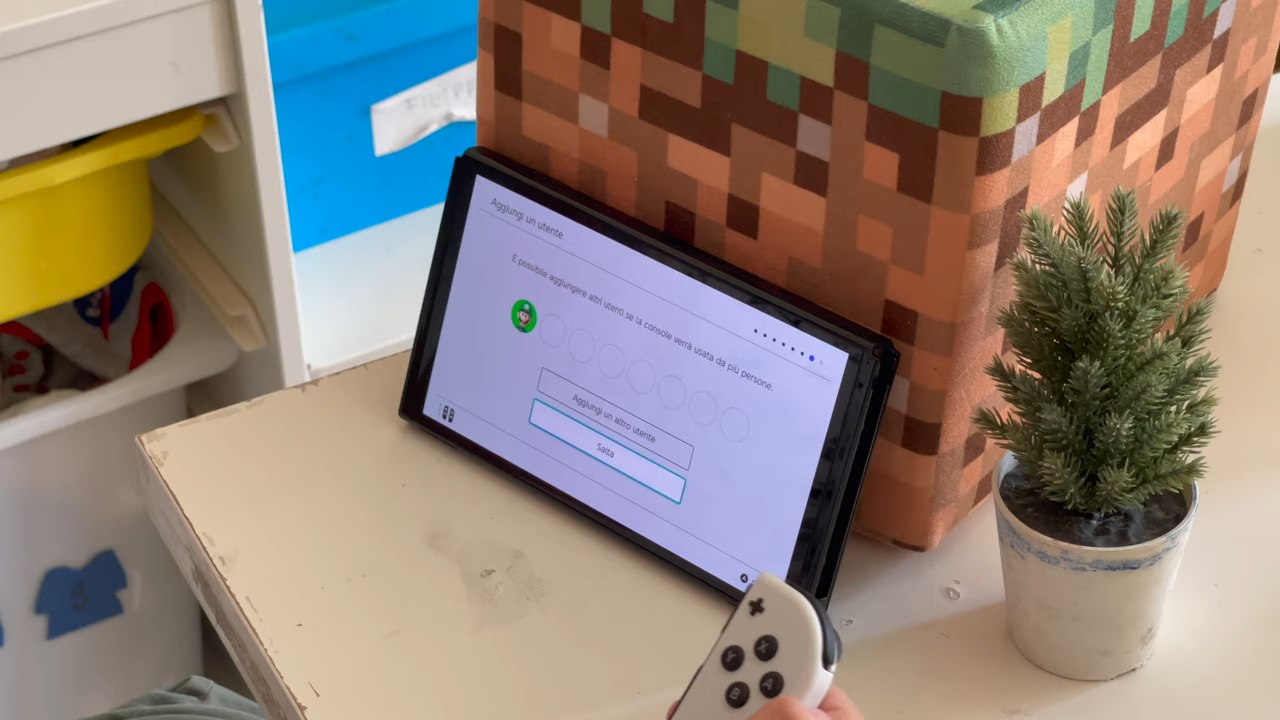 Aggiungi un utente
È possibile aggiungere altri utenti se la console verrà usata da più persone.
Aggiungi un altro utente
Salta
A
X
Y
A
B